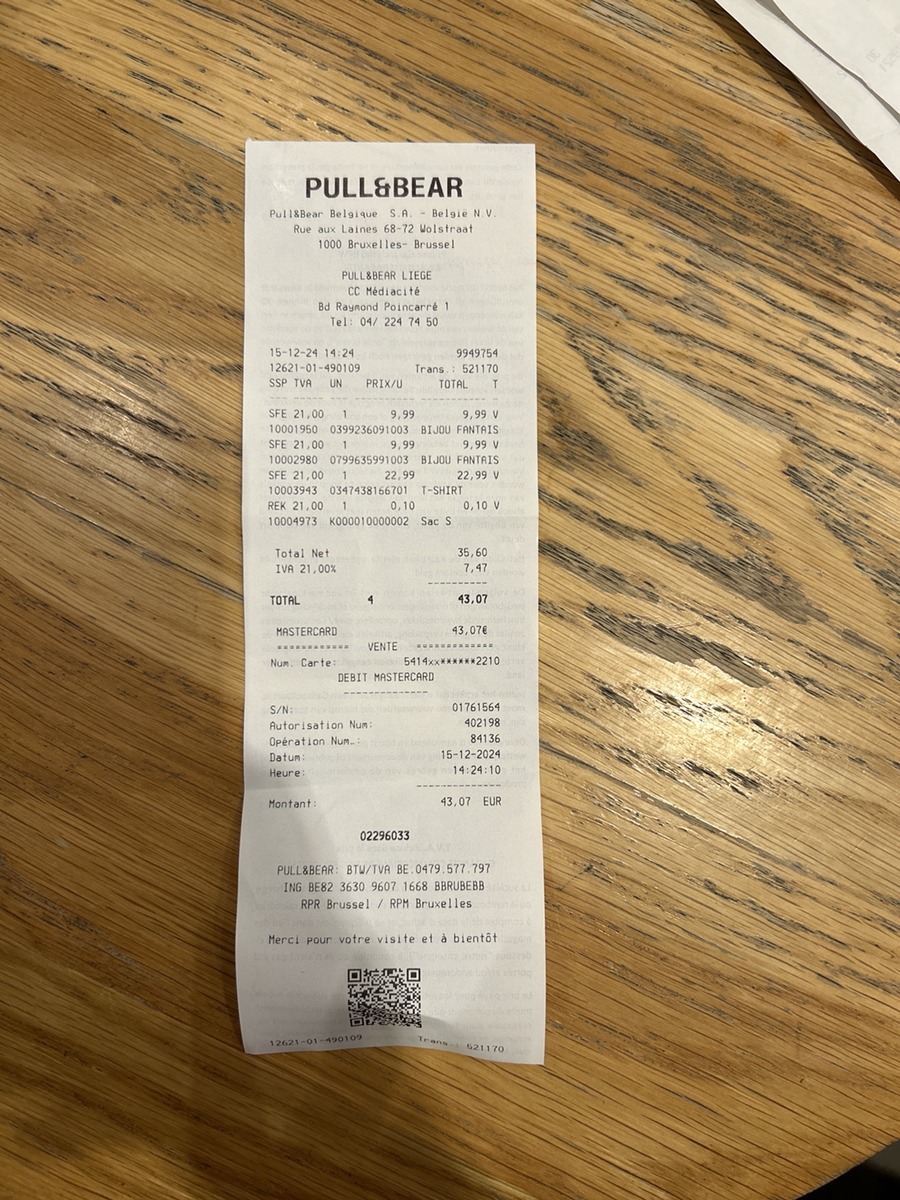 PULL&BEAR
Pull&Bear Belgique S.A. - België N.V.
Rue aux Laines 68-72 Wolstraat
1000 Bruxelles- Brussel
PULL&BEAR LIEGE
CC Médiacité
Bd Raymond Poincarré 1
Tel: 04/ 224 74 50
15-12-24 14:24 9949754
12621-01-490109 Trans.: 521170
SSP TVA UN PRIX/U TOTAL T
--- ----- --- ---------- ---------- -
SFE 21,00 1 9,99 9,99 V
10001950 0399236091003 BIJOU FANTAIS
SFE 21,00 1 9,99 9,99 V
10002980 0799635991003 BIJOU FANTAIS
SFE 21,00 1 22,99 22,99 V
10003943 0347438166701 T-SHIRT
REK 21,00 1 0,10 0,10 V
10004973 K000010000002 Sac S
Total Net 35,60
IVA 21,00% 7,47
----------
TOTAL 4 43,07
MASTERCARD 43,07€
============ VENTE =============
Num. Carte: 5414xx******2210
DEBIT MASTERCARD
--------------
S/N: 01761564
Autorisation Num: 402198
Opération Num.: 84136
Datum: 15-12-2024
Heure: 14:24:10
--------------
Montant: 43,07 EUR
02296033
PULL&BEAR: BTW/TVA BE.0479.577.797
ING BE82 3630 9607 1668 BBRUBEBB
RPR Brussel / RPM Bruxelles
Merci pour votre visite et à bientôt
12621-01-490109 Trans.: 521170